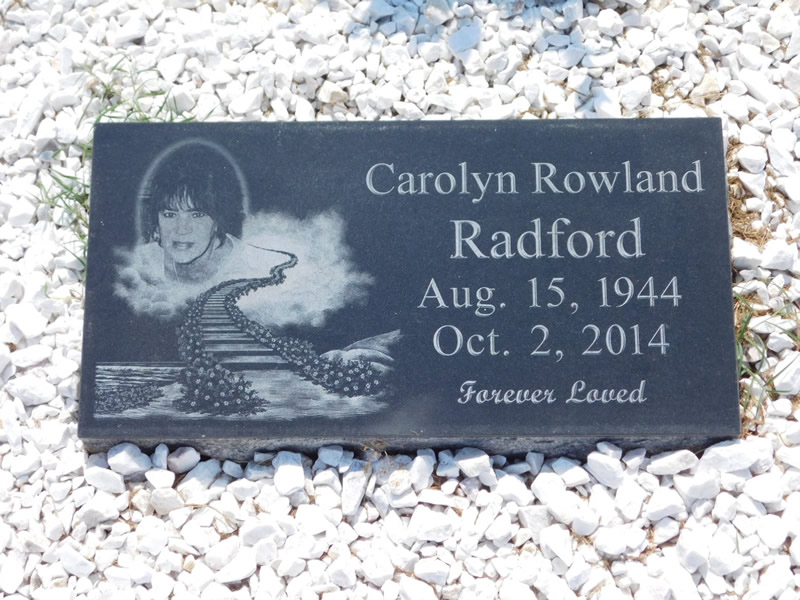 Carolyn Rowland
Radford
Aug. 15, 1944
Oct. 2, 2014
Forever Loved